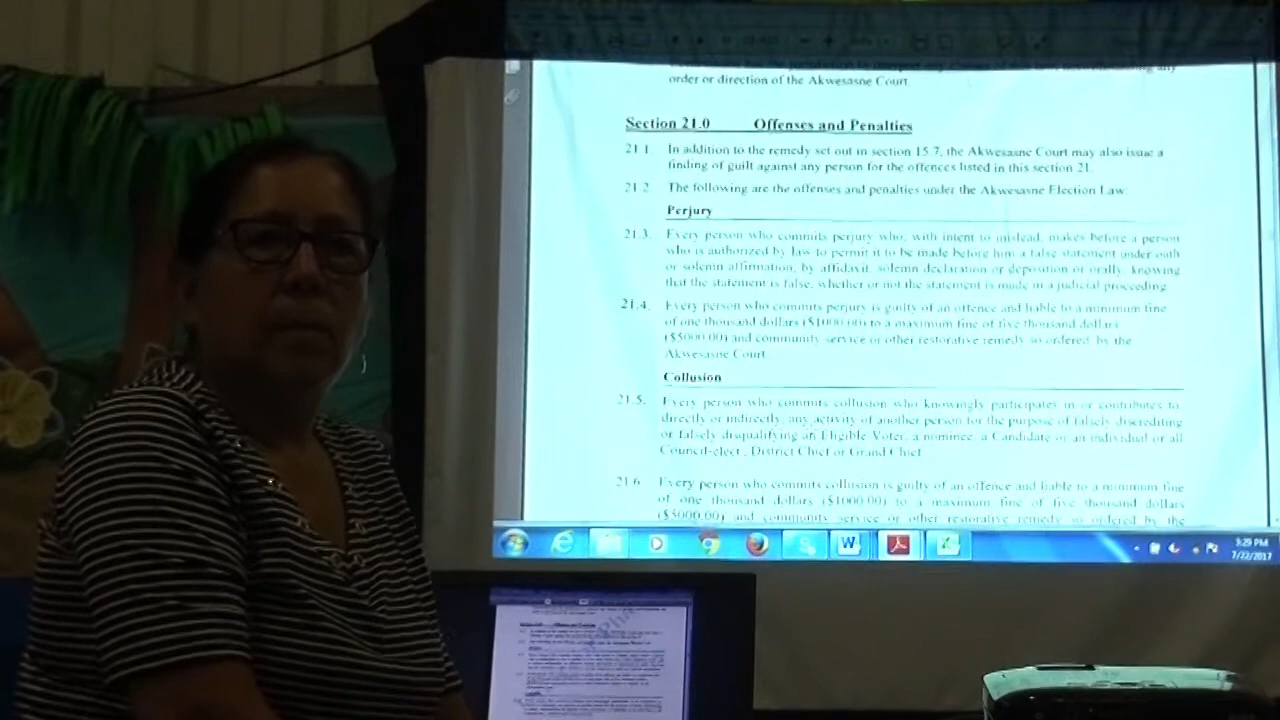 order or direction of the Akwesasne Court.
Section 21.0 Offenses and Penalties
21.1. In addition to the remedy set out in section 15.7, the Akwesasne Court may also issue a
finding of guilt against any person for the offences listed in this section 21.
21.2. The following are the offenses and penalties under the Akwesasne Election Law:
Perjury
21.3. Every person who commits perjury who, with intent to mislead, makes before a person
who is authorized by law to permit it to be made before him a false statement under oath
or solemn affirmation, by affidavit, solemn declaration or deposition or orally, knowing
that the statement is false, whether or not the statement is made in a judicial proceeding.
21.4. Every person who commits perjury is guilty of an offence and liable to a minimum fine
of one thousand dollars ($1000.00) to a maximum fine of five thousand dollars
($5000.00) and community service or other restorative remedy so ordered by the
Akwesasne Court.
Collusion
21.5. Every person who commits collusion who knowingly participates in or contributes to,
directly or indirectly, any activity of another person for the purpose of falsely discrediting
or falsely disqualifying an Eligible Voter, a nominee, a Candidate or an individual or all
Council-elect, District Chief or Grand Chief.
21.6 Every person who commits collusion is guilty of an offence and liable to a minimum fine
of one thousand dollars ($1000.00) to a maximum fine of five thousand dollars
($5000.00) and community service or other restorative remedy so ordered by the
5:29 PM
7/22/2017